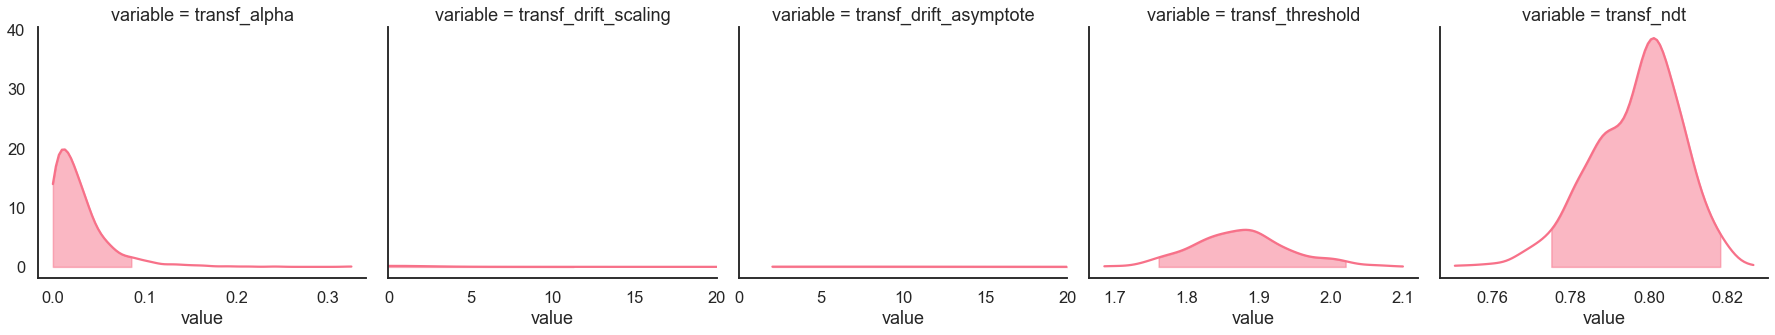 variable = transf_alpha
variable = transf_drift_scaling
variable = transf_drift_asymptote
variable = transf_threshold
variable = transf_ndt
40
30
20
10
0
0.0 0.1 0.2 0.3
0 5 10 15 20
0 5 10 15 20
1.7 1.8 1.9 2.0 2.1
0.76 0.78 0.80 0.82
value
value
value
value
value